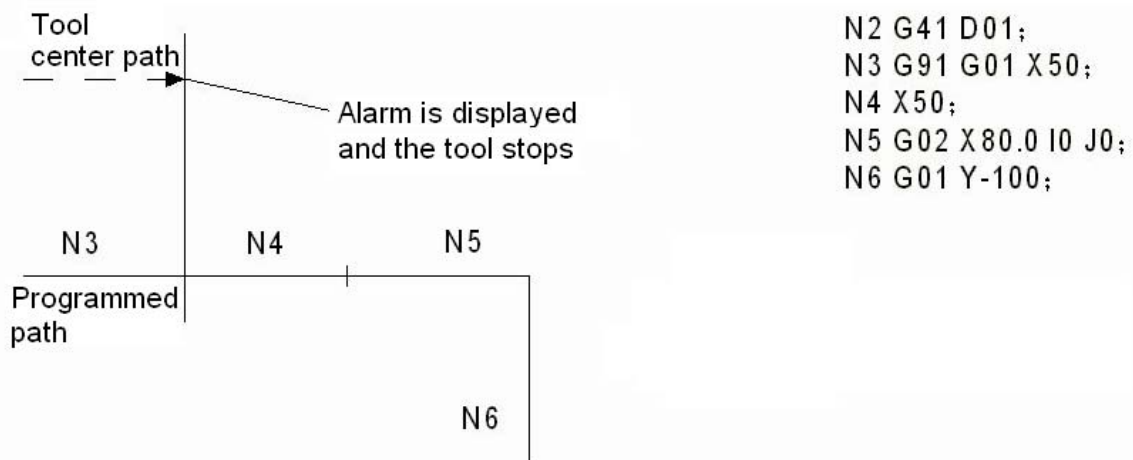 Tool
center path
Alarm is displayed
and the tool stops
N3
N4
N5
Programmed
path
N6
N2 G41 D01;
N3 G91 G01 X50;
N4 X50;
N5 G02 X80.0 I0 J0;
N6 G01 Y-100;